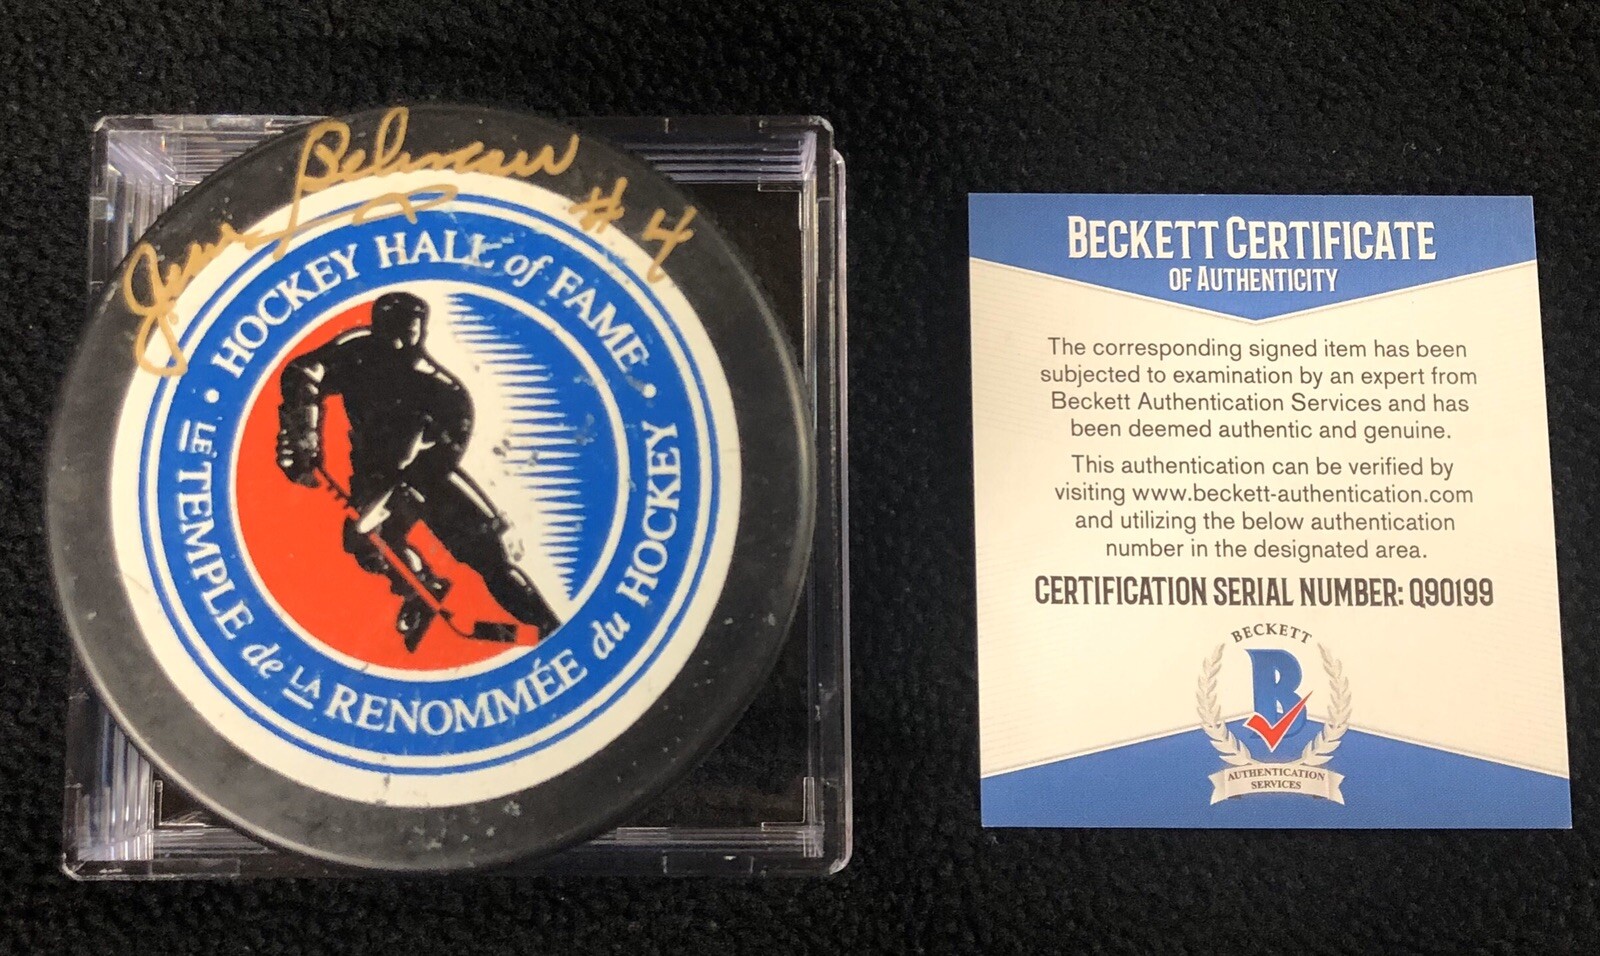 Jean Beliveau #4
HOCKEY HALL of FAME
LE TEMPLE de LA RENOMMÉE du HOCKEY
BECKETT CERTIFICATE
OF AUTHENTICITY
The corresponding signed item has been
subjected to examination by an expert from
Beckett Authentication Services and has
been deemed authentic and genuine.
This authentication can be verified by
visiting www.beckett-authentication.com
and utilizing the below authentication
number in the designated area.
CERTIFICATION SERIAL NUMBER: Q90199
BECKETT
B
AUTHENTICATION
SERVICES